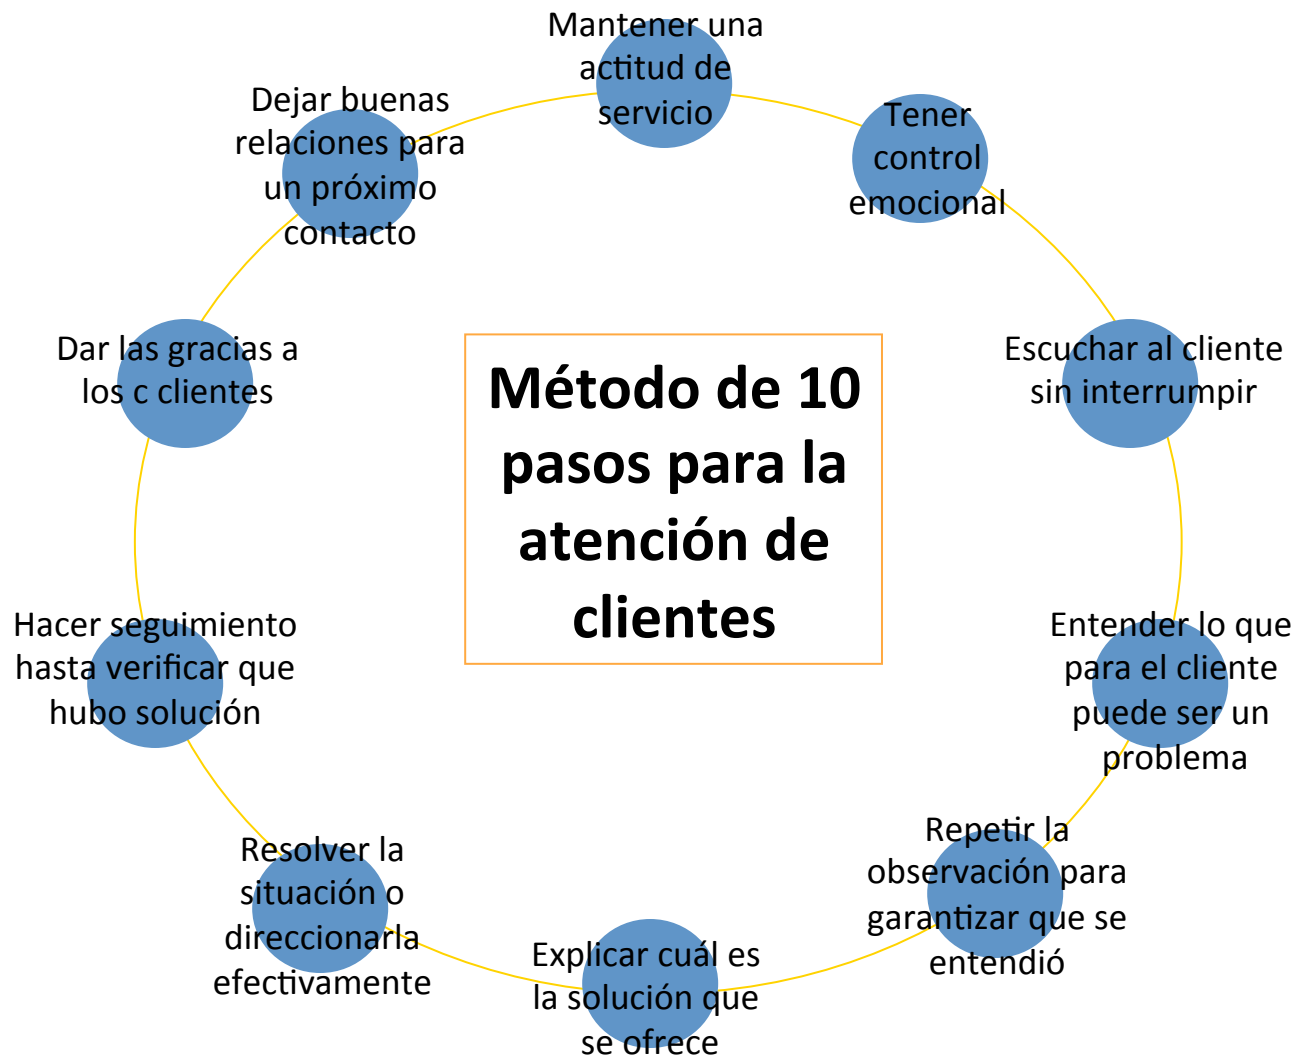 Mantener una
actitud de
servicio
Tener
control
emocional
Escuchar al cliente
sin interrumpir
Entender lo que
para el cliente
puede ser un
problema
Repetir la
observación para
garantizar que se
entendió
Explicar cuál es
la solución que
se ofrece
Resolver la
situación o
direccionarla
efectivamente
Hacer seguimiento
hasta verificar que
hubo solución
Dar las gracias a
los c clientes
Dejar buenas
relaciones para
un próximo
contacto
Método de 10
pasos para la
atención de
clientes